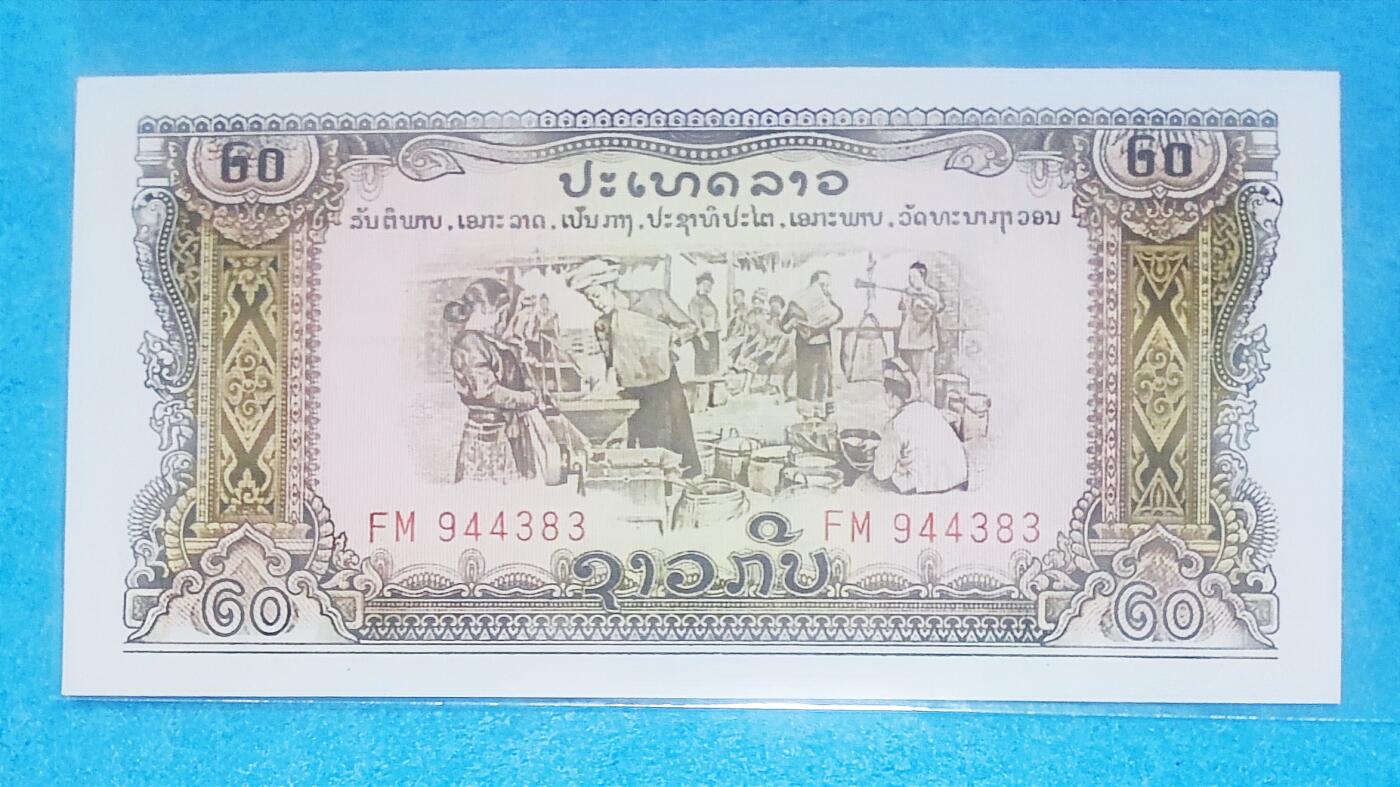 ໒໐ ໒໐
ປະເທດລາວ
ສັນຕິພາບ, ເອກະລາດ, ເປັນກາງ, ປະຊາທິປະໄຕ, ເອກະພາບ, ວັດທະນາຖາວອນ
FM 944383 FM 944383
ຊາວກີບ
໒໐ ໒໐